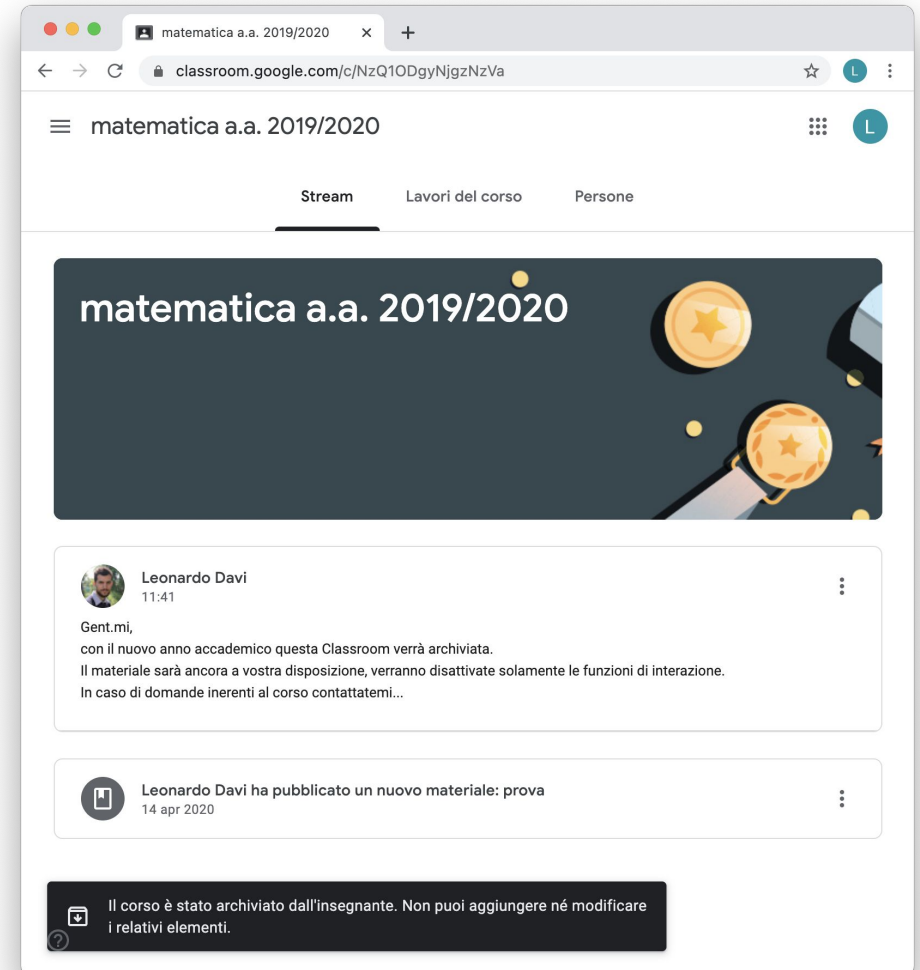 matematica a.a. 2019/2020
classroom.google.com/c/NzQ1ODgyNjgzNzVa
L
matematica a.a. 2019/2020
L
Stream
Lavori del corso
Persone
matematica a.a. 2019/2020
Leonardo Davi
11:41
Gent.mi,
con il nuovo anno accademico questa Classroom verrà archiviata.
Il materiale sarà ancora a vostra disposizione, verranno disattivate solamente le funzioni di interazione.
In caso di domande inerenti al corso contattatemi...
Leonardo Davi ha pubblicato un nuovo materiale: prova
14 apr 2020
Il corso è stato archiviato dall'insegnante. Non puoi aggiungere né modificare
i relativi elementi.